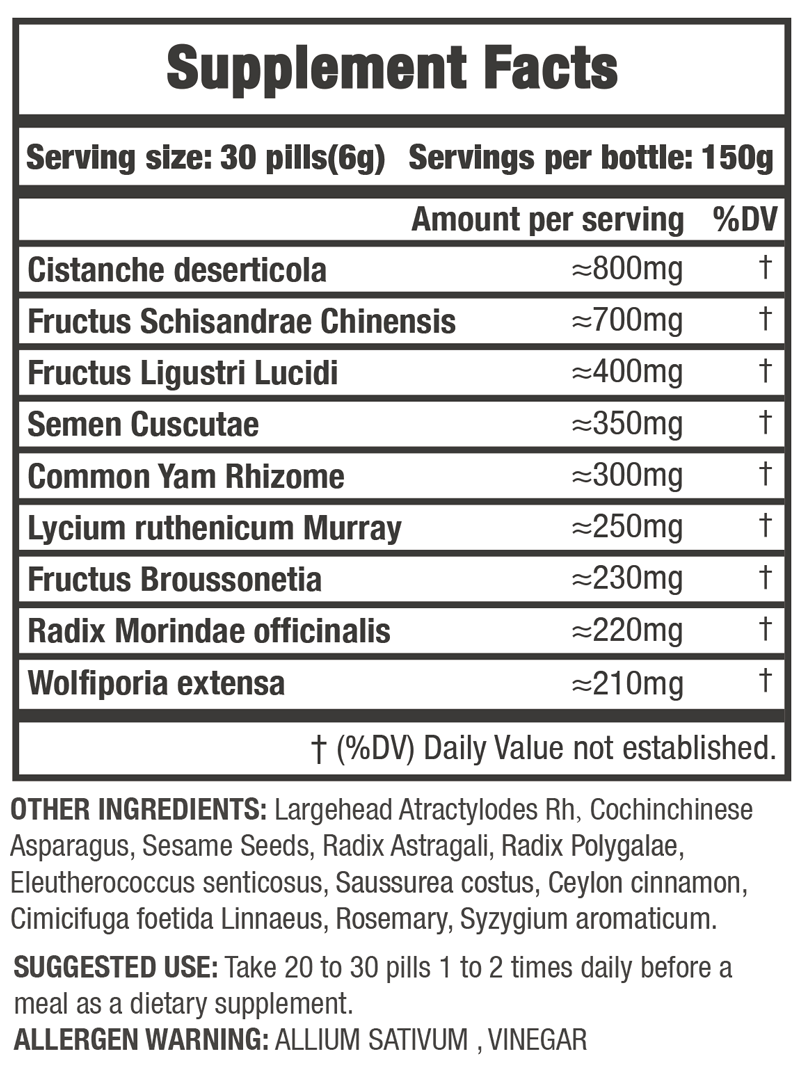 Supplement Facts
Serving size: 30 pills(6g) Servings per bottle: 150g
Amount per serving %DV
Cistanche deserticola ≈800mg †
Fructus Schisandrae Chinensis ≈700mg †
Fructus Ligustri Lucidi ≈400mg †
Semen Cuscutae ≈350mg †
Common Yam Rhizome ≈300mg †
Lycium ruthenicum Murray ≈250mg †
Fructus Broussonetia ≈230mg †
Radix Morindae officinalis ≈220mg †
Wolfiporia extensa ≈210mg †
† (%DV) Daily Value not established.
OTHER INGREDIENTS: Largehead Atractylodes Rh, Cochinchinese
Asparagus, Sesame Seeds, Radix Astragali, Radix Polygalae,
Eleutherococcus senticosus, Saussurea costus, Ceylon cinnamon,
Cimicifuga foetida Linnaeus, Rosemary, Syzygium aromaticum.
SUGGESTED USE: Take 20 to 30 pills 1 to 2 times daily before a
meal as a dietary supplement.
ALLERGEN WARNING: ALLIUM SATIVUM , VINEGAR